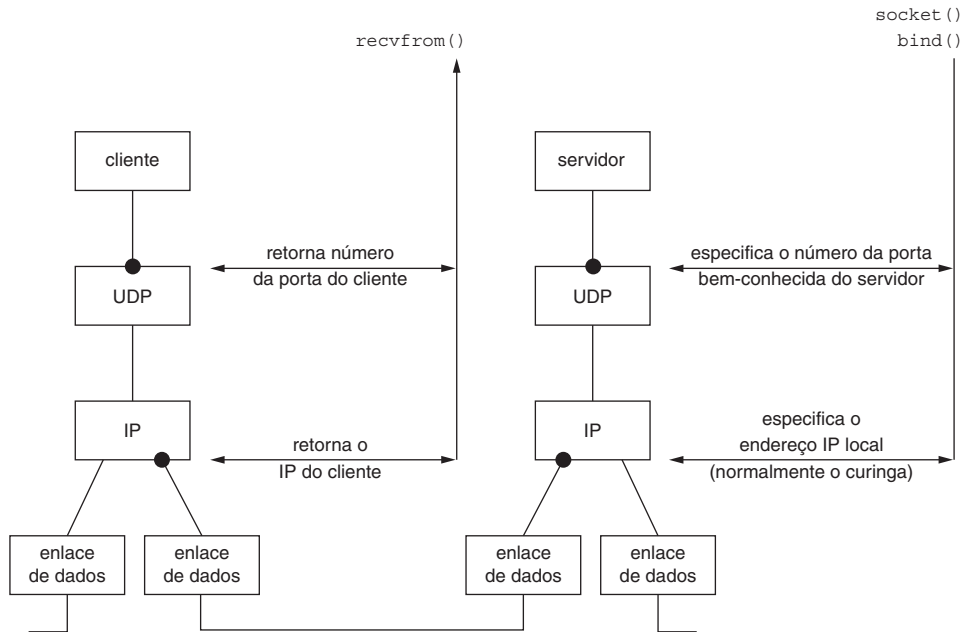 socket()
recvfrom()
bind()
cliente
servidor
retorna número
da porta do cliente
especifica o número da porta
bem-conhecida do servidor
UDP
UDP
IP
retorna o
IP do cliente
IP
especifica o
endereço IP local
(normalmente o curinga)
enlace
de dados
enlace
de dados
enlace
de dados
enlace
de dados